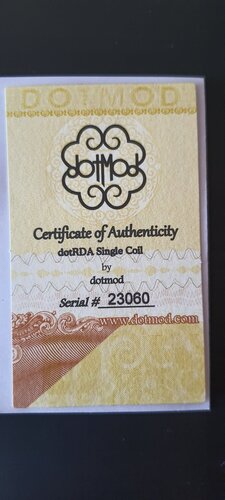 DOTMOD
dotMod
Certificate of Authenticity
dotRDA Single Coil
by
dotmod
Serial # 23060
www.dotmod.com